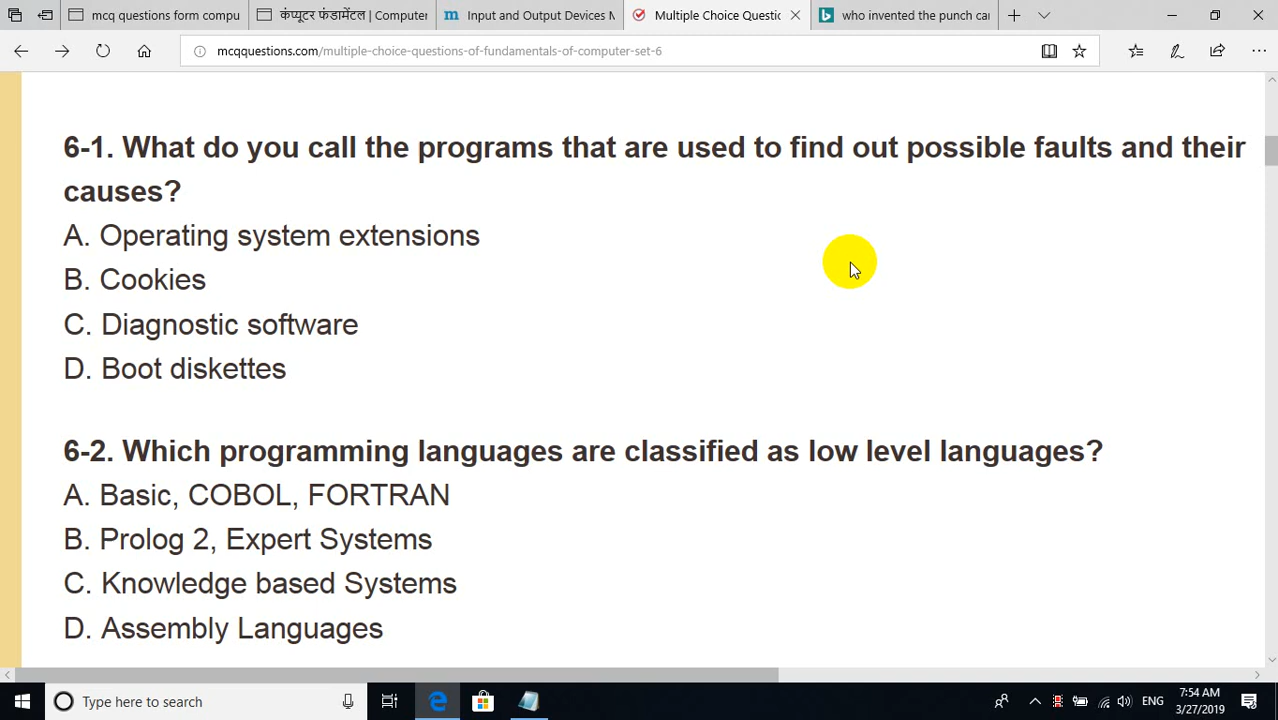 mcq questions form compu
कंप्यूटर फंडामेंटल | Computer
Input and Output Devices M
Multiple Choice Questic
who invented the punch car
mcqquestions.com/multiple-choice-questions-of-fundamentals-of-computer-set-6
6-1. What do you call the programs that are used to find out possible faults and their
causes?
A. Operating system extensions
B. Cookies
C. Diagnostic software
D. Boot diskettes
6-2. Which programming languages are classified as low level languages?
A. Basic, COBOL, FORTRAN
B. Prolog 2, Expert Systems
C. Knowledge based Systems
D. Assembly Languages
Type here to search
ENG
7:54 AM
3/27/2019